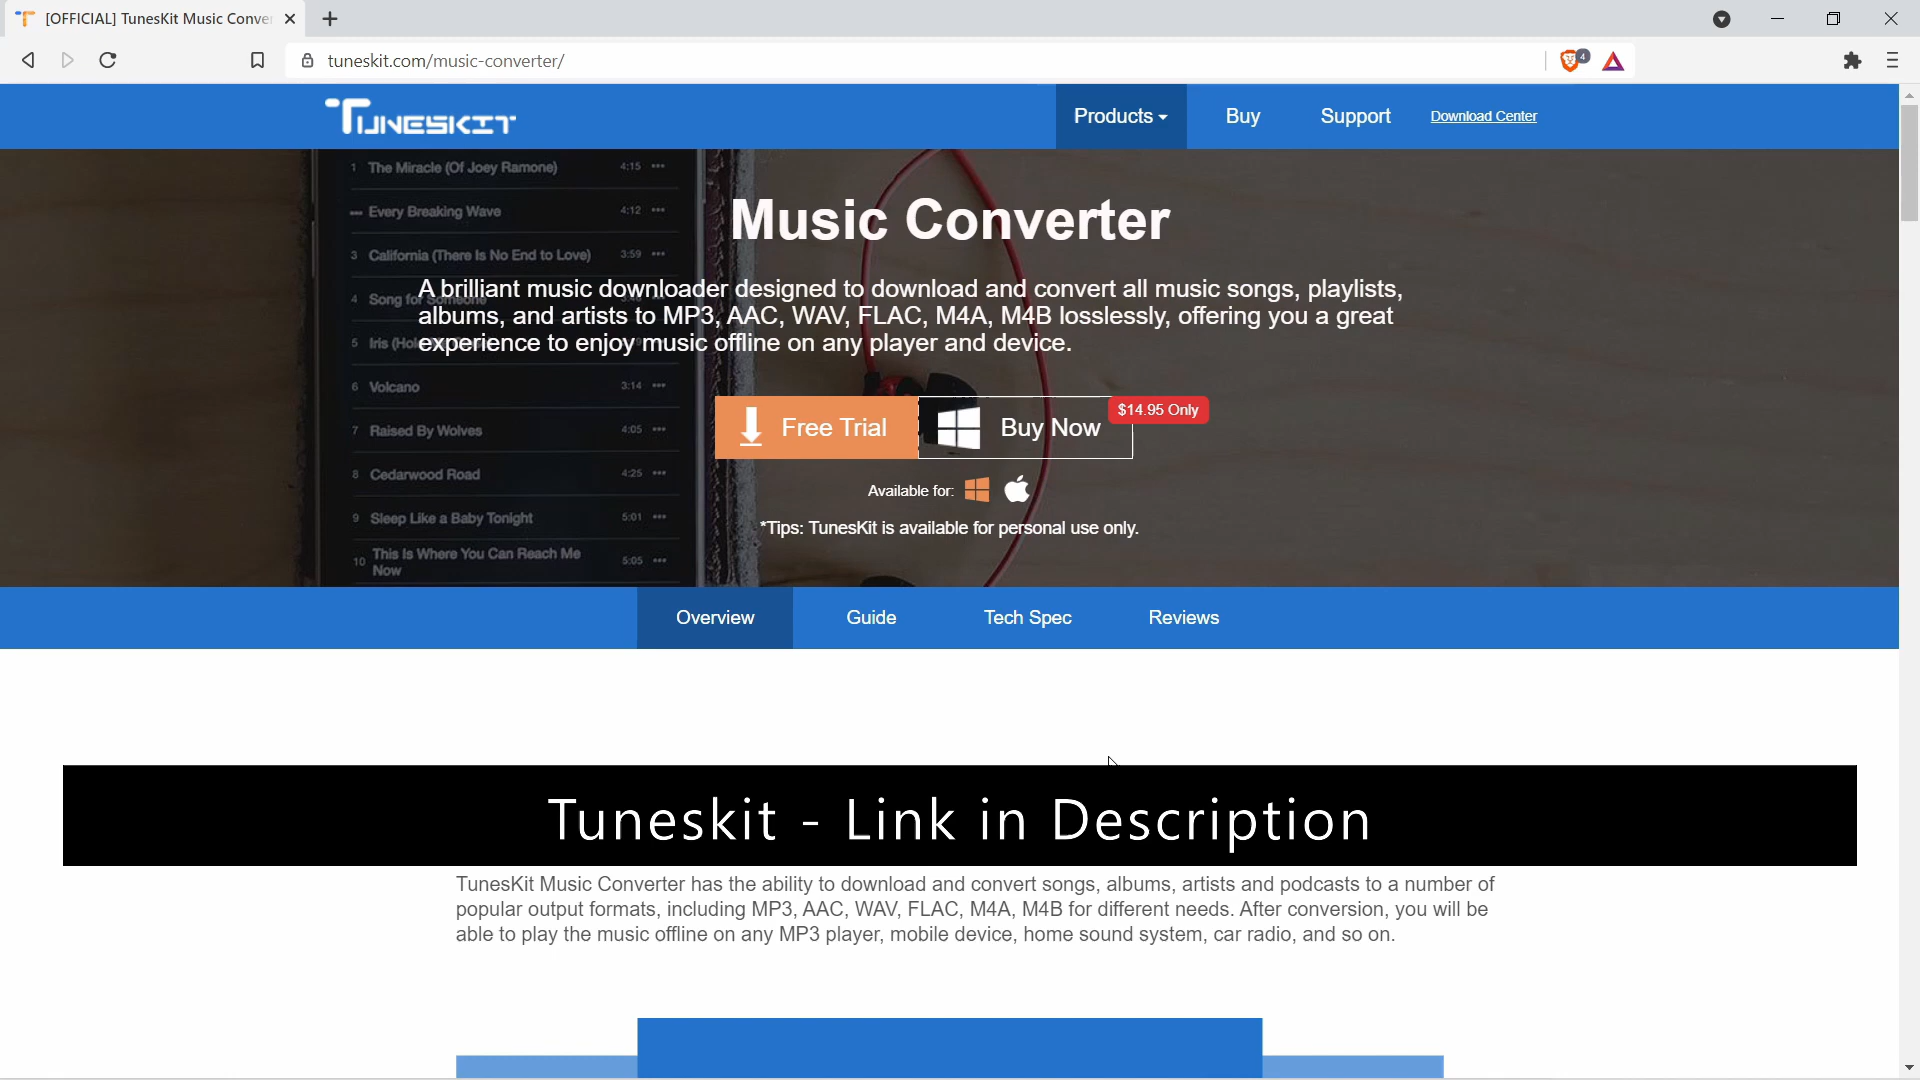 [OFFICIAL] TunesKit Music Conver
tuneskit.com/music-converter/
4
TUNESKIT
Products
Buy
Support
Download Center
1 The Miracle (Of Joey Ramone) 4:15
Every Breaking Wave 4:12
3 California (There Is No End to Love) 3:59
4 Song for Someone
5 Iris (Hol
6 Volcano 3:14
7 Raised By Wolves 4:05
8 Cedarwood Road 4:25
9 Sleep Like a Baby Tonight 5:01
10 This Is Where You Can Reach Me
Now 5:05
Music Converter
A brilliant music downloader designed to download and convert all music songs, playlists,
albums, and artists to MP3, AAC, WAV, FLAC, M4A, M4B losslessly, offering you a great
experience to enjoy music offline on any player and device.
Free Trial
Buy Now
$14.95 Only
Available for:
*Tips: TunesKit is available for personal use only.
Overview
Guide
Tech Spec
Reviews
Tuneskit - Link in Description
TunesKit Music Converter has the ability to download and convert songs, albums, artists and podcasts to a number of
popular output formats, including MP3, AAC, WAV, FLAC, M4A, M4B for different needs. After conversion, you will be
able to play the music offline on any MP3 player, mobile device, home sound system, car radio, and so on.